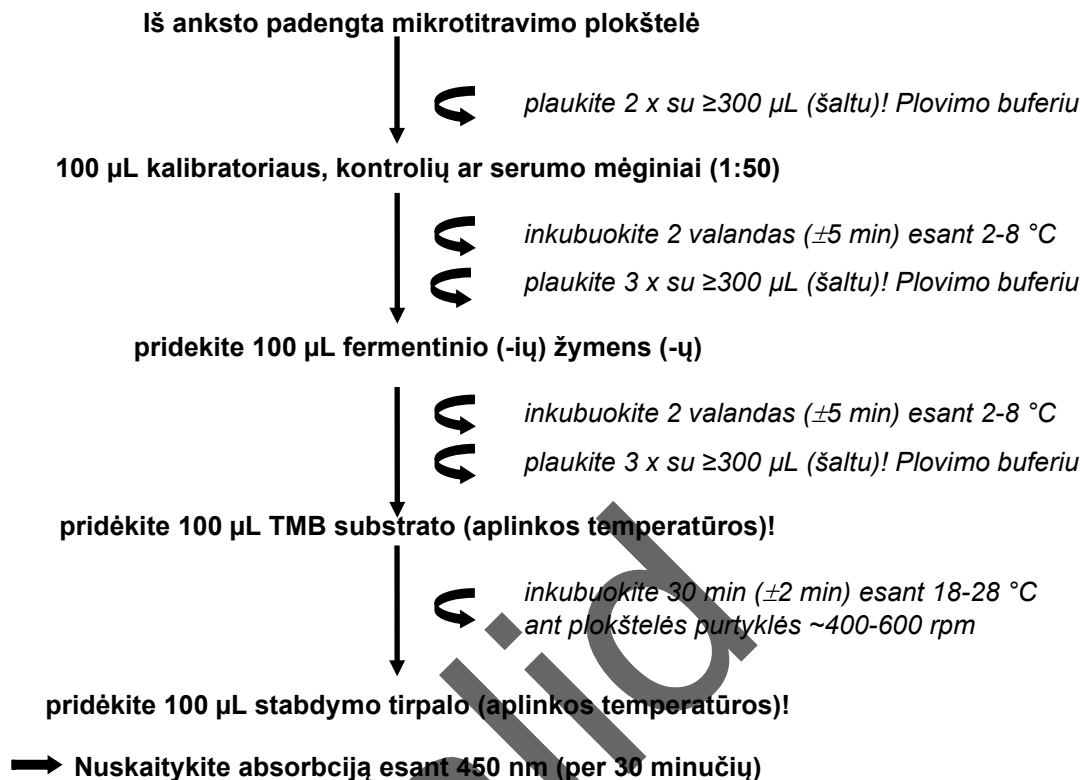 Iš anksto padengta mikrotitravimo plokštelė
plaukite 2 x su ≥300 µL (šaltu)! Plovimo buferiu
100 µL kalibratoriaus, kontrolių ar serumo mėginiai (1:50)
inkubuokite 2 valandas (±5 min) esant 2-8 °C
plaukite 3 x su ≥300 µL (šaltu)! Plovimo buferiu
pridekite 100 µL fermentinio (-ių) žymens (-ų)
inkubuokite 2 valandas (±5 min) esant 2-8 °C
plaukite 3 x su ≥300 µL (šaltu)! Plovimo buferiu
pridėkite 100 µL TMB substrato (aplinkos temperatūros)!
inkubuokite 30 min (±2 min) esant 18-28 °C
ant plokštelės purtyklės ~400-600 rpm
pridėkite 100 µL stabdymo tirpalo (aplinkos temperatūros)!
Nuskaitykite absorbciją esant 450 nm (per 30 minučių)